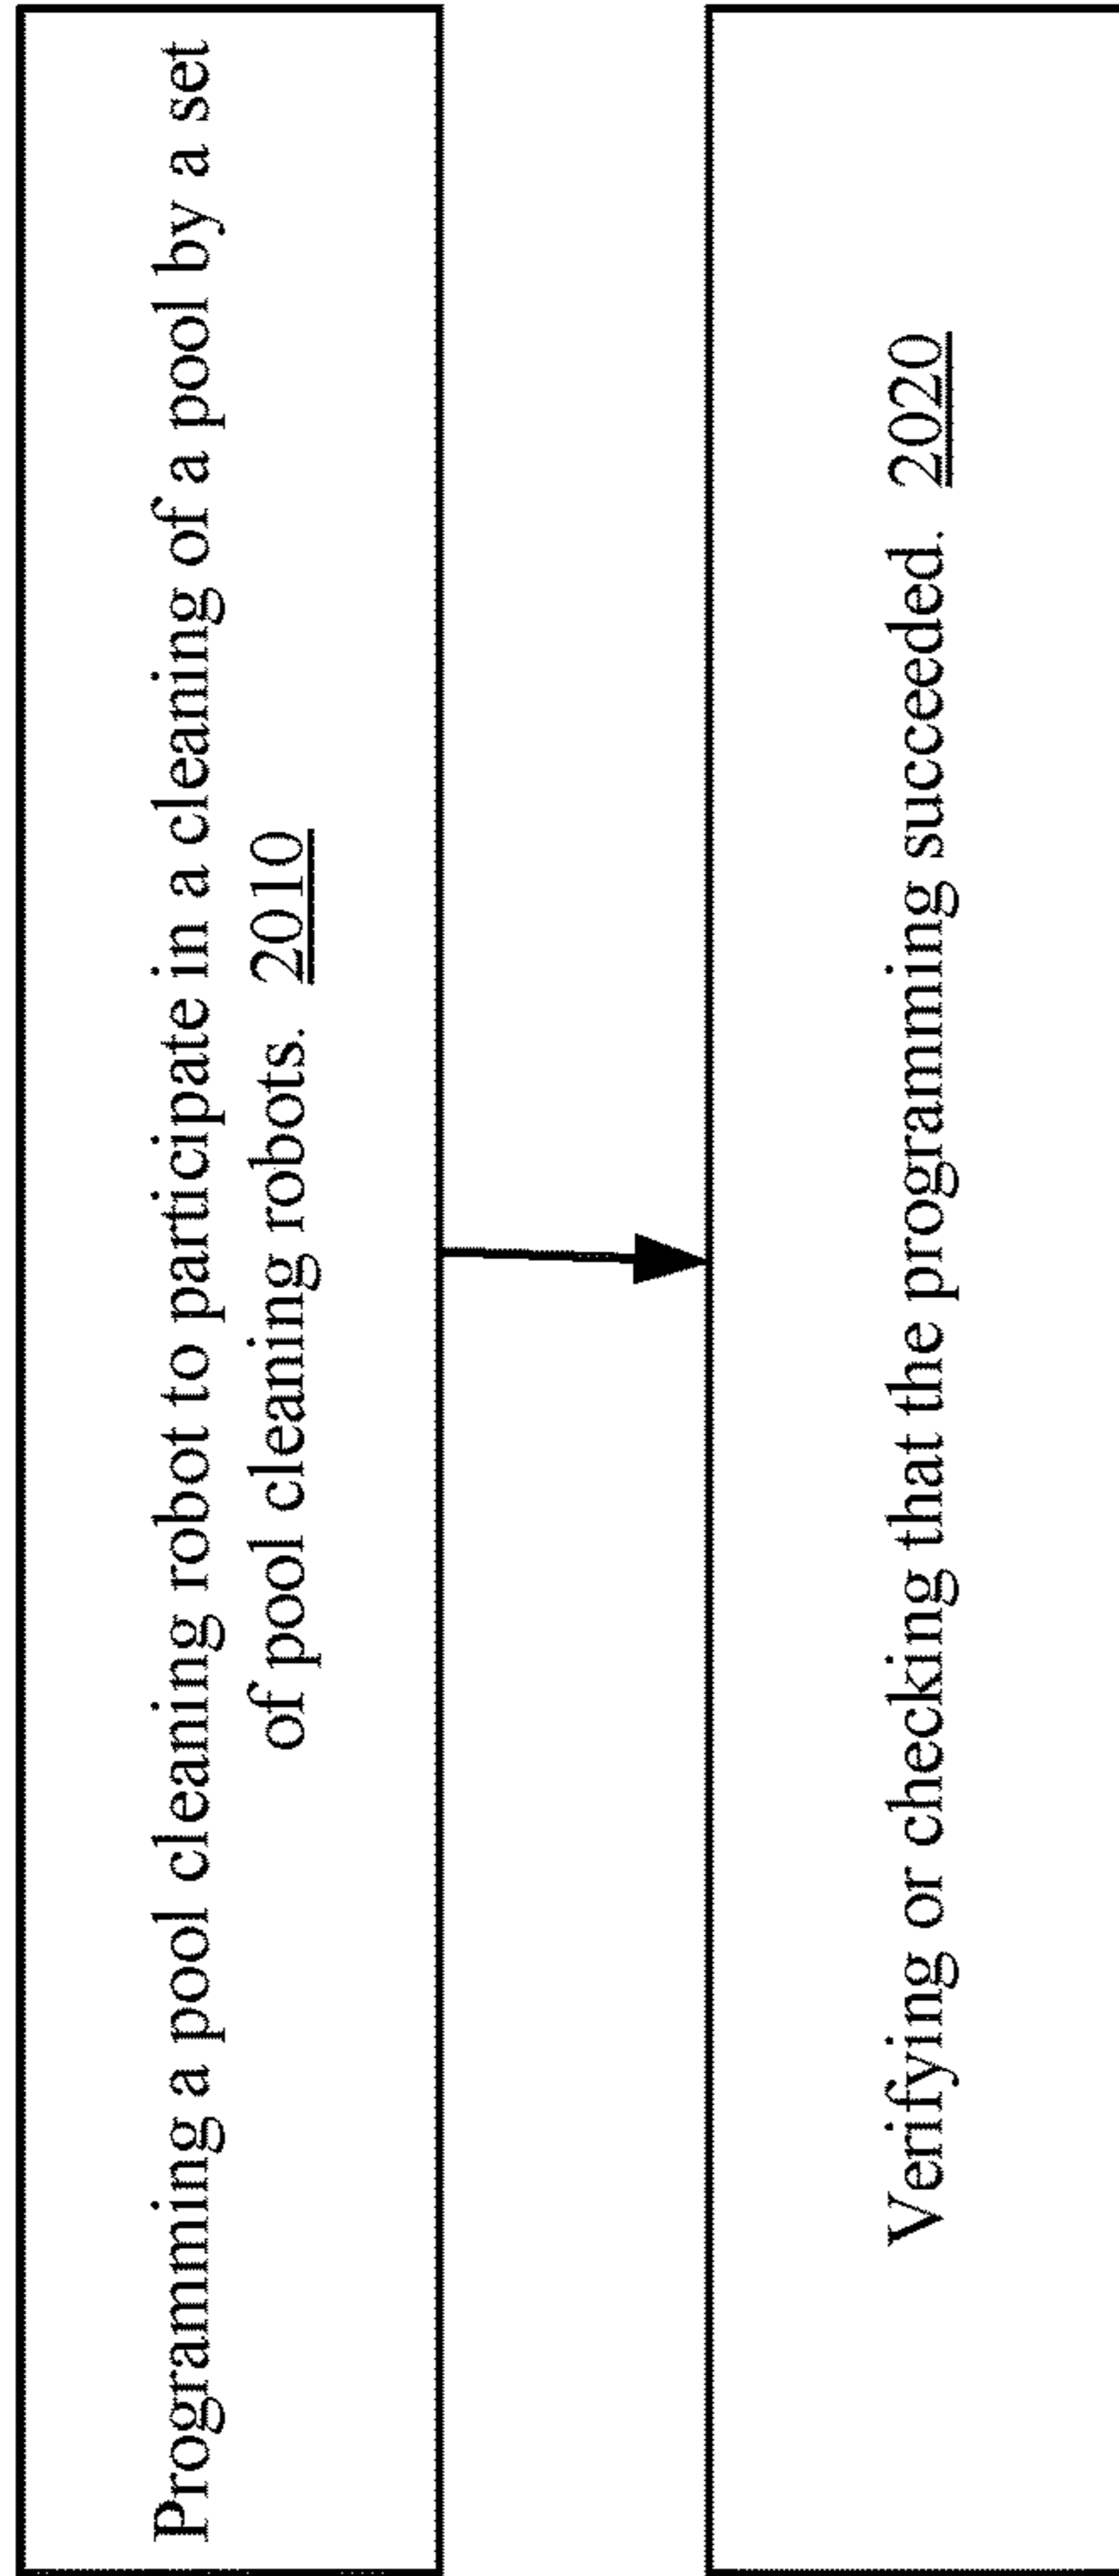 Programming a pool cleaning robot to participate in a cleaning of a pool by a set
of pool cleaning robots. 2010
Verifying or checking that the programming succeeded. 2020